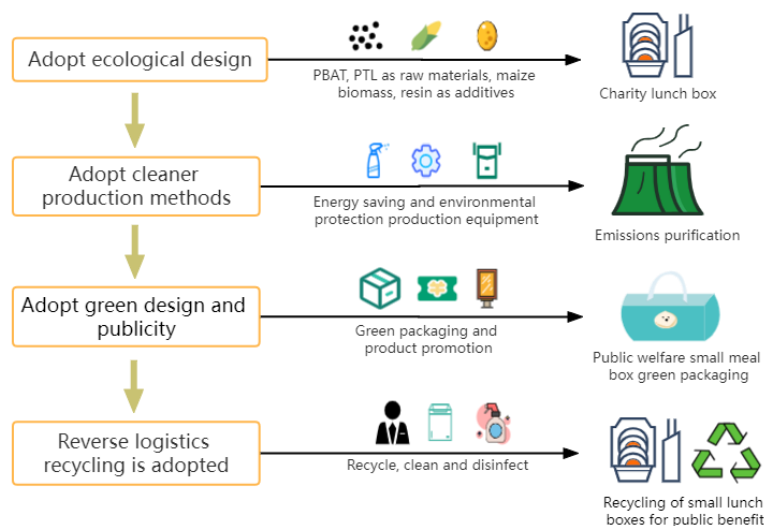 Adopt ecological design
PBAT, PTL as raw materials, maize
biomass, resin as additives
Charity lunch box
Adopt cleaner
production methods
Energy saving and environmental
protection production equipment
Emissions purification
Adopt green design and
publicity
Green packaging and
product promotion
Public welfare small meal
box green packaging
Reverse logistics
recycling is adopted
Recycle, clean and disinfect
Recycling of small lunch
boxes for public benefit